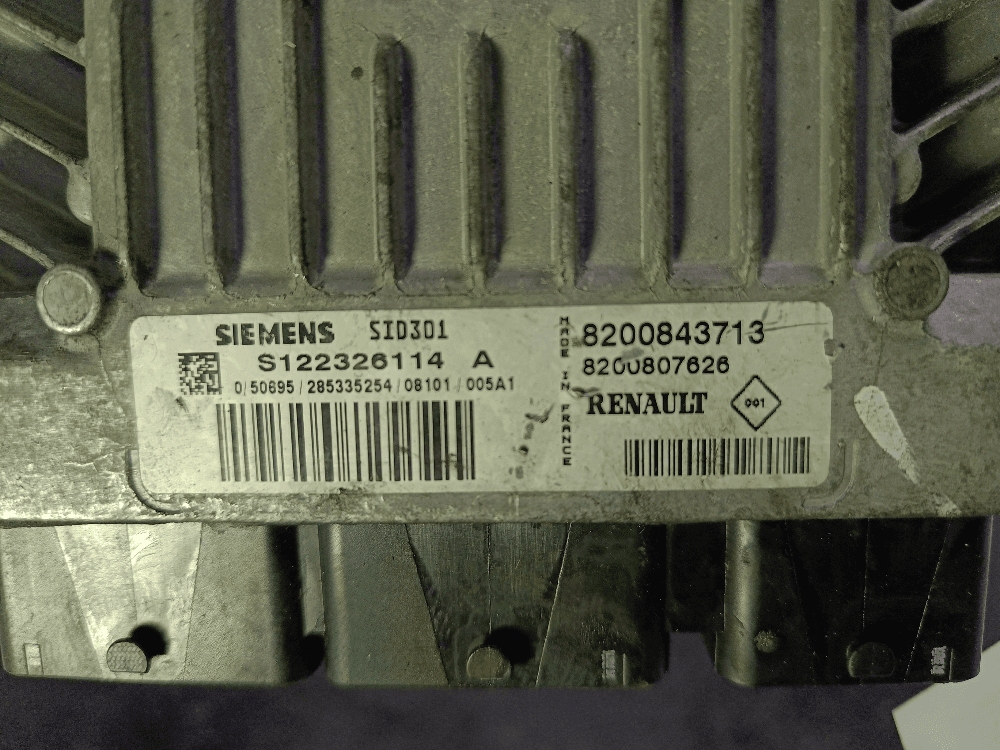 SIEMENS SID301
S122326114 A
0/50695/285335254/08101/005A1
MADE IN FRANCE
8200843713
8200807626
RENAULT 001